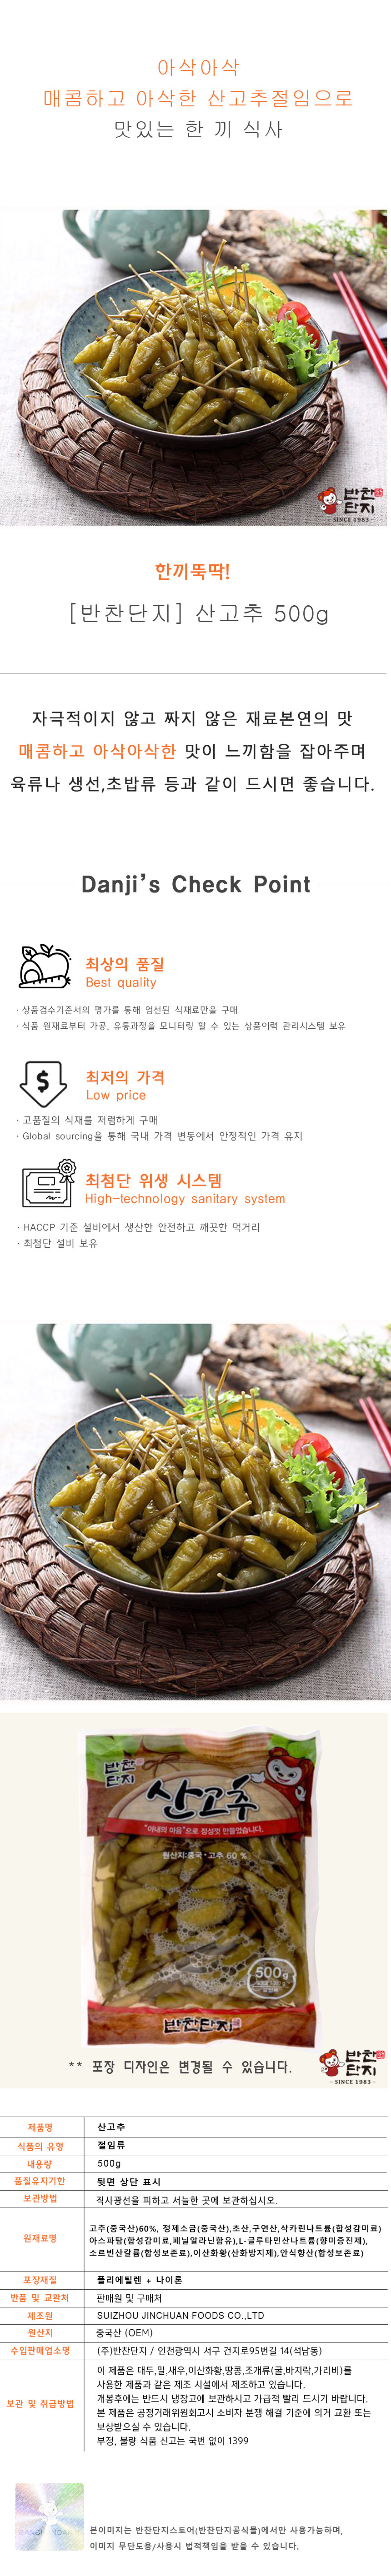 아삭아삭
매콤하고 아삭한 산고추절임으로
맛있는 한 끼 식사
반찬
단지
- SINCE 1983 -
한끼뚝딱!
[반찬단지] 산고추 500g
자극적이지 않고 짜지 않은 재료본연의 맛
매콤하고 아삭아삭한 맛이 느끼함을 잡아주며
육류나 생선,초밥류 등과 같이 드시면 좋습니다.
Danji's Check Point
최상의 품질
Best quality
· 상품검수기준서의 평가를 통해 엄선된 식재료만을 구매
· 식품 원재료부터 가공, 유통과정을 모니터링 할 수 있는 상품이력 관리시스템 보유
최저의 가격
Low price
· 고품질의 식재를 저렴하게 구매
· Global sourcing을 통해 국내 가격 변동에서 안정적인 가격 유지
최첨단 위생 시스템
High-technology sanitary system
· HACCP 기준 설비에서 생산한 안전하고 깨끗한 먹거리
· 최첨단 설비 보유
반찬
단지
산고추
"아내의 마음"으로 정성껏 만들었습니다.
원산지:중국 · 고추 60 %
500g
반찬단지
** 포장 디자인은 변경될 수 있습니다.
반찬
단지
- SINCE 1983 -
제품명 산고추
식품의 유형 절임류
내용량 500g
품질유지기한 뒷면 상단 표시
보관방법 직사광선을 피하고 서늘한 곳에 보관하십시오.
원재료명 고추(중국산)60%, 정제소금(중국산),초산,구연산,삭카린나트륨(합성감미료)
아스파탐(합성감미료,페닐알라닌함유),L-글루타민산나트륨(향미증진제),
소르빈산칼륨(합성보존료),이산화황(산화방지제),안식향산(합성보존료)
포장재질 폴리에틸렌 + 나이론
반품 및 교환처 판매원 및 구매처
제조원 SUIZHOU JINCHUAN FOODS CO.,LTD
원산지 중국산 (OEM)
수입판매업소명 (주)반찬단지 / 인천광역시 서구 건지로95번길 14(석남동)
보관 및 취급방법 이 제품은 대두,밀,새우,이산화황,땅콩,조개류(굴,바지락,가리비)를
사용한 제품과 같은 제조 시설에서 제조하고 있습니다.
개봉후에는 반드시 냉장고에 보관하시고 가급적 빨리 드시기 바랍니다.
본 제품은 공정거래위원회고시 소비자 분쟁 해결 기준에 의거 교환 또는
보상받으실 수 있습니다.
부정, 불량 식품 신고는 국번 없이 1399
본이미지는 반찬단지스토어(반찬단지공식몰)에서만 사용가능하며,
이미지 무단도용/사용시 법적책임을 받을 수 있습니다.